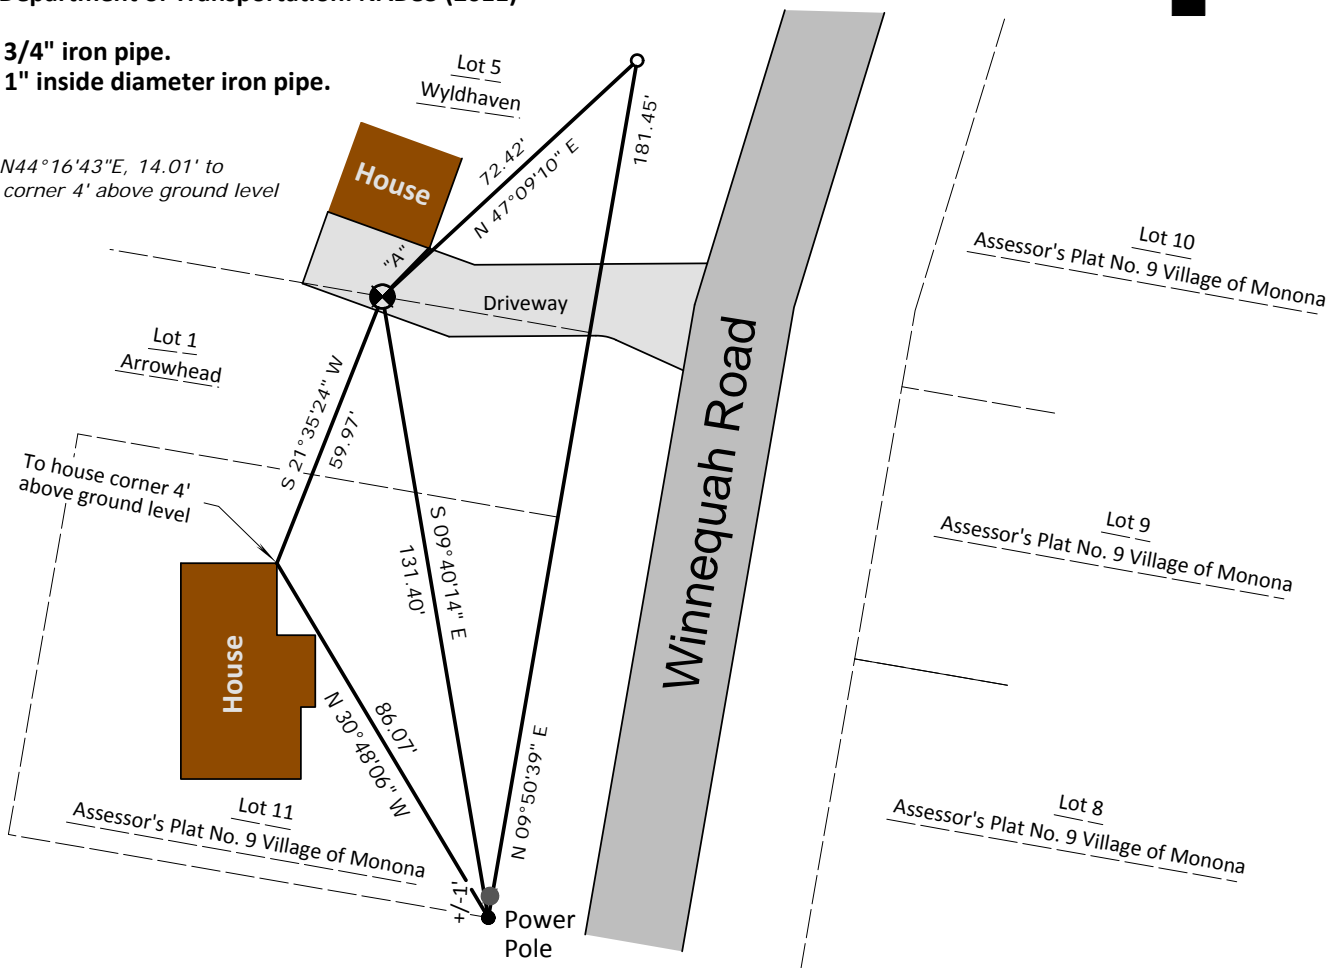 3/4" iron pipe.
1" inside diameter iron pipe.
N44°16'43"E, 14.01' to
corner 4' above ground level
Lot 5
Wyldhaven
House
72.42'
N 47°09'10" E
181.45'
"A"
Driveway
Lot 1
Arrowhead
S 21°35'24" W
59.97'
To house corner 4'
above ground level
S 09°40'14" E
131.40'
House
86.07'
N 30°48'06" W
N 09°50'39" E
Lot 11
Assessor's Plat No. 9 Village of Monona
+/-1'
Power
Pole
Winnequah Road
Lot 10
Assessor's Plat No. 9 Village of Monona
Lot 9
Assessor's Plat No. 9 Village of Monona
Lot 8
Assessor's Plat No. 9 Village of Monona